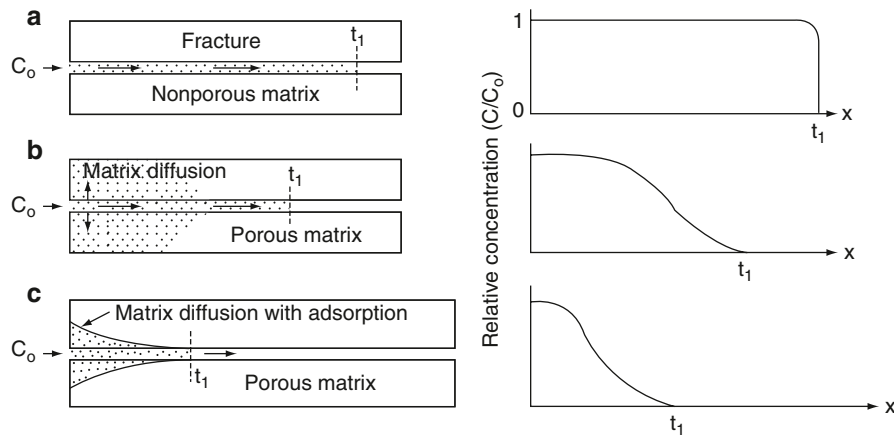 a
Fracture
t₁
Cₒ
Nonporous matrix
b
Matrix diffusion
t₁
Cₒ
Porous matrix
c
Matrix diffusion with adsorption
Cₒ
t₁
Porous matrix
Relative concentration (C/Cₒ)
1
0
x
t₁
x
t₁
x
t₁